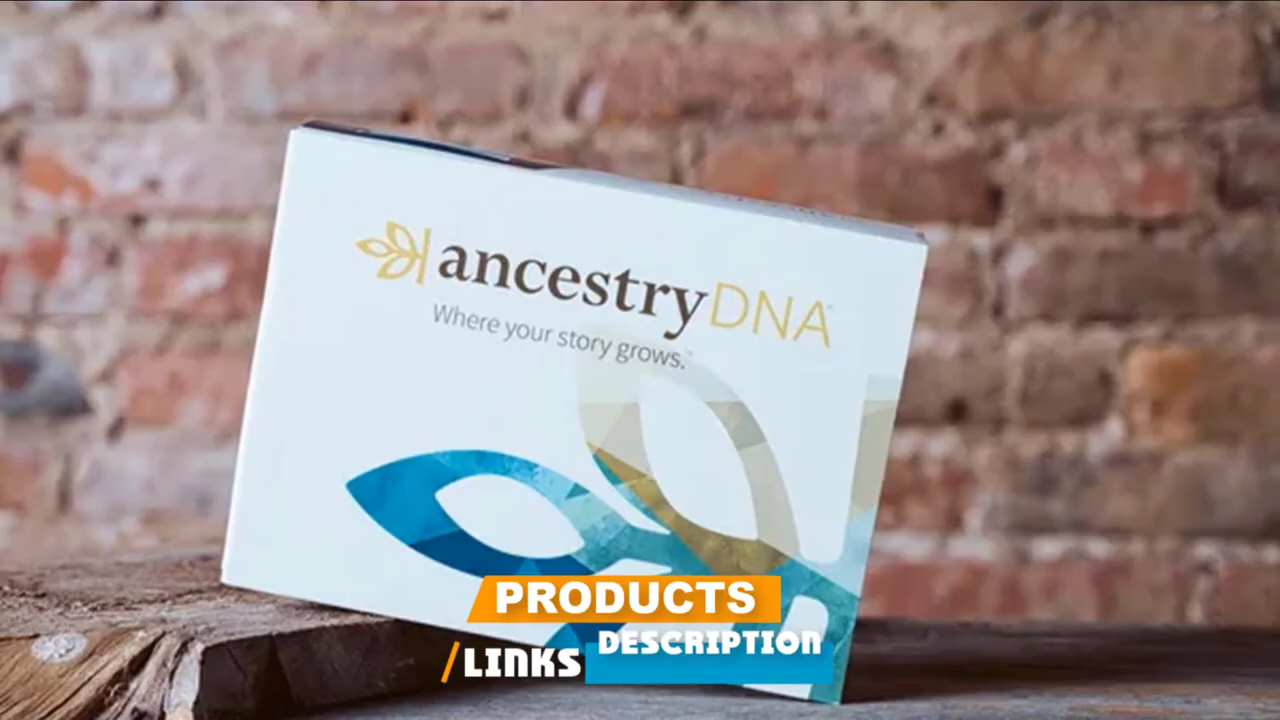 ancestryDNA
Where your story grows.
PRODUCTS
DESCRIPTION
/LINKS